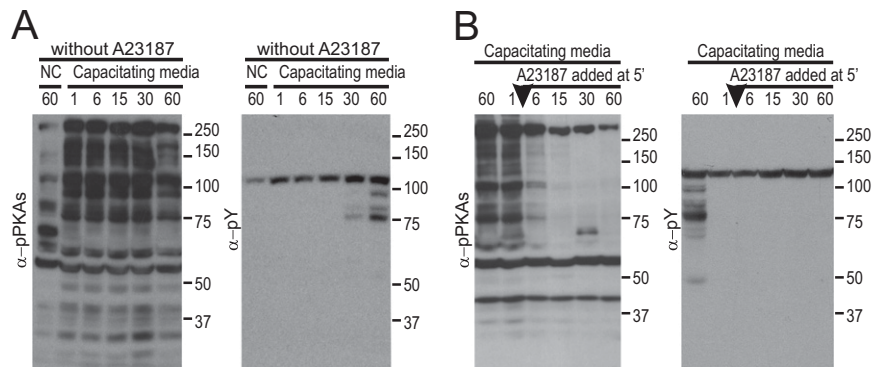 A
without A23187
NC Capacitating media
60 1 6 15 30 60
250
150
100
75
50
37
α-pPKAs
without A23187
NC Capacitating media
60 1 6 15 30 60
250
150
100
75
50
37
α-pY
B
Capacitating media
A23187 added at 5'
60 1 6 15 30 60
250
150
100
75
50
37
α-pPKAs
Capacitating media
A23187 added at 5'
60 1 6 15 30 60
250
150
100
75
50
37
α-pY